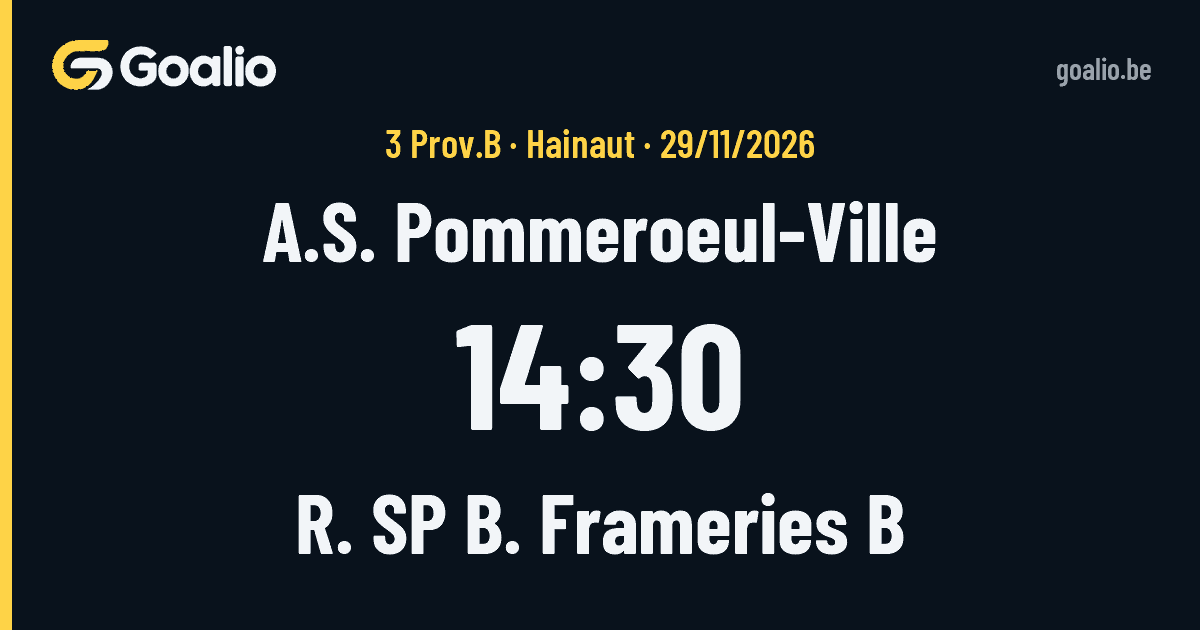 Goalio
goalio.be
3 Prov.B · Hainaut · 29/11/2026
A.S. Pommeroeul-Ville
14:30
R. SP B. Frameries B